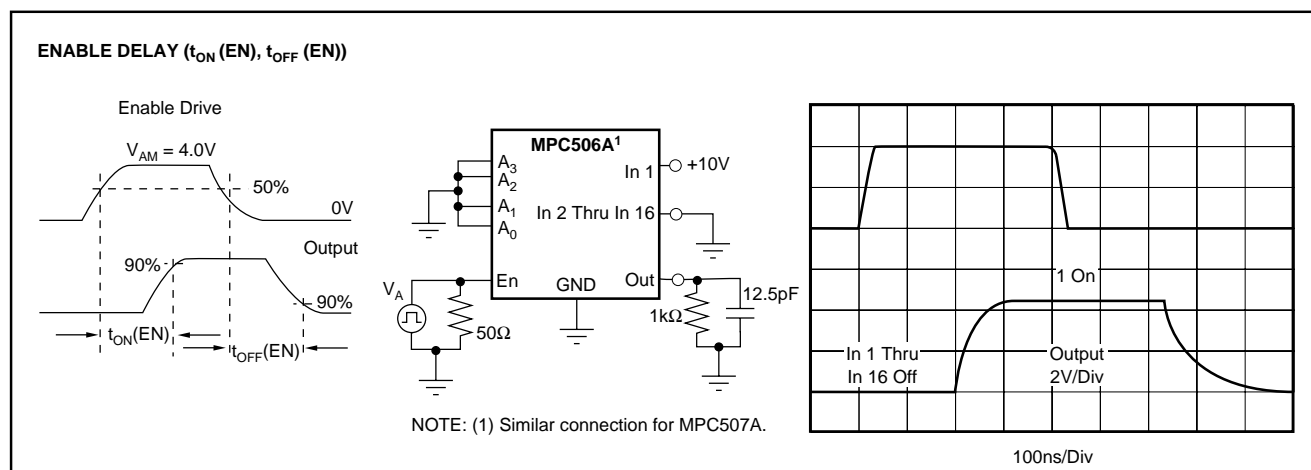 ENABLE DELAY (tON (EN), tOFF (EN))
Enable Drive
VAM = 4.0V
50%
0V
Output
90%
90%
tON(EN)
tOFF(EN)
MPC506A1
A3
A2
A1
A0
In 1
+10V
In 2 Thru In 16
En
GND
Out
VA
50Ω
1kΩ
12.5pF
NOTE: (1) Similar connection for MPC507A.
1 On
In 1 Thru
In 16 Off
Output
2V/Div
100ns/Div